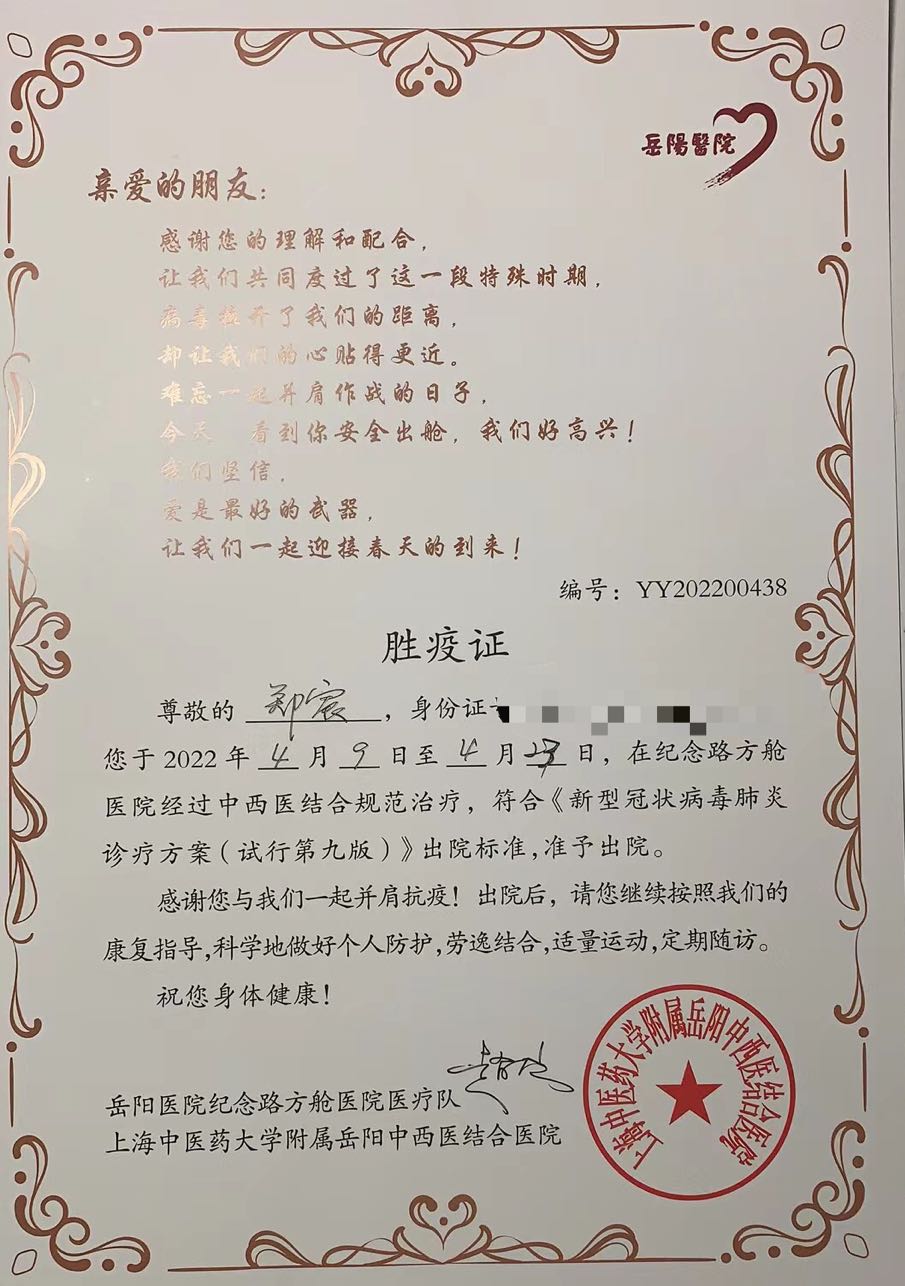 岳陽醫院
亲爱的朋友:
感谢您的理解和配合,
让我们共同度过了这一段特殊时期,
病毒拉开了我们的距离,
却让我们的心贴得更近。
难忘一起并肩作战的日子,
今天 看到你安全出舱,我们好高兴!
我们坚信,
爱是最好的武器,
让我们一起迎接春天的到来!
编号:YY202200438
胜疫证
尊敬的 郑宸 ,身份证
您于 2022 年 4 月 9 日至 4 月 日,在纪念路方舱
医院经过中西医结合规范治疗,符合《新型冠状病毒肺炎
诊疗方案(试行第九版)》出院标准,准予出院。
感谢您与我们一起并肩抗疫!出院后,请您继续按照我们的
康复指导,科学地做好个人防护,劳逸结合,适量运动,定期随访。
祝您身体健康!
岳阳医院纪念路方舱医院医疗队
上海中医药大学附属岳阳中西医结合医院
上海中医药大学附属岳阳中西医结合医院